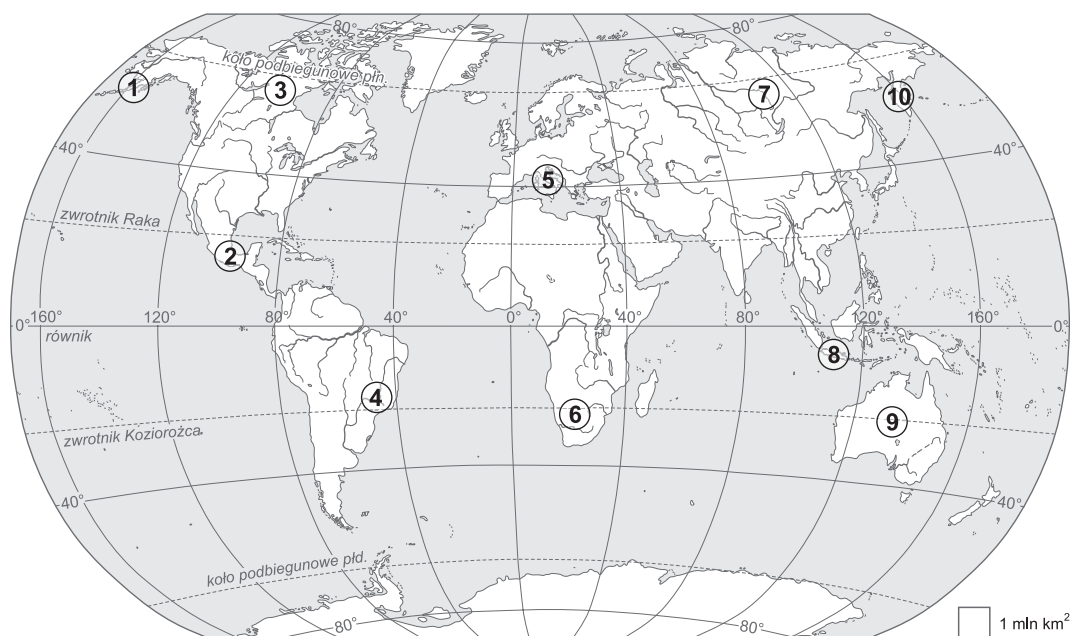 80° 80°
koło podbiegunowe płn.
1 3 7 10
40° 40°
5
zwrotnik Raka
2
0° 160° 120° 80° 40° 0° 40° 80° 120° 160° 0°
równik
8
4
6 9
zwrotnik Koziorożca
40° 40°
koło podbiegunowe płd.
80° 80°
1 mln km²